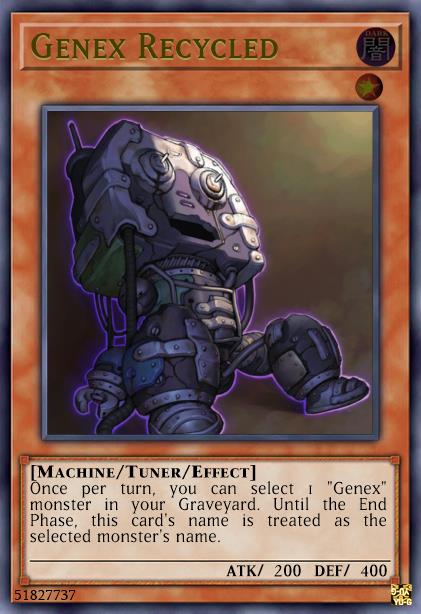 GENEX RECYCLED
DARK
闇
[MACHINE/TUNER/EFFECT]
Once per turn, you can select 1 "Genex"
monster in your Graveyard. Until the End
Phase, this card's name is treated as the
selected monster's name.
ATK/ 200 DEF/ 400
51827737